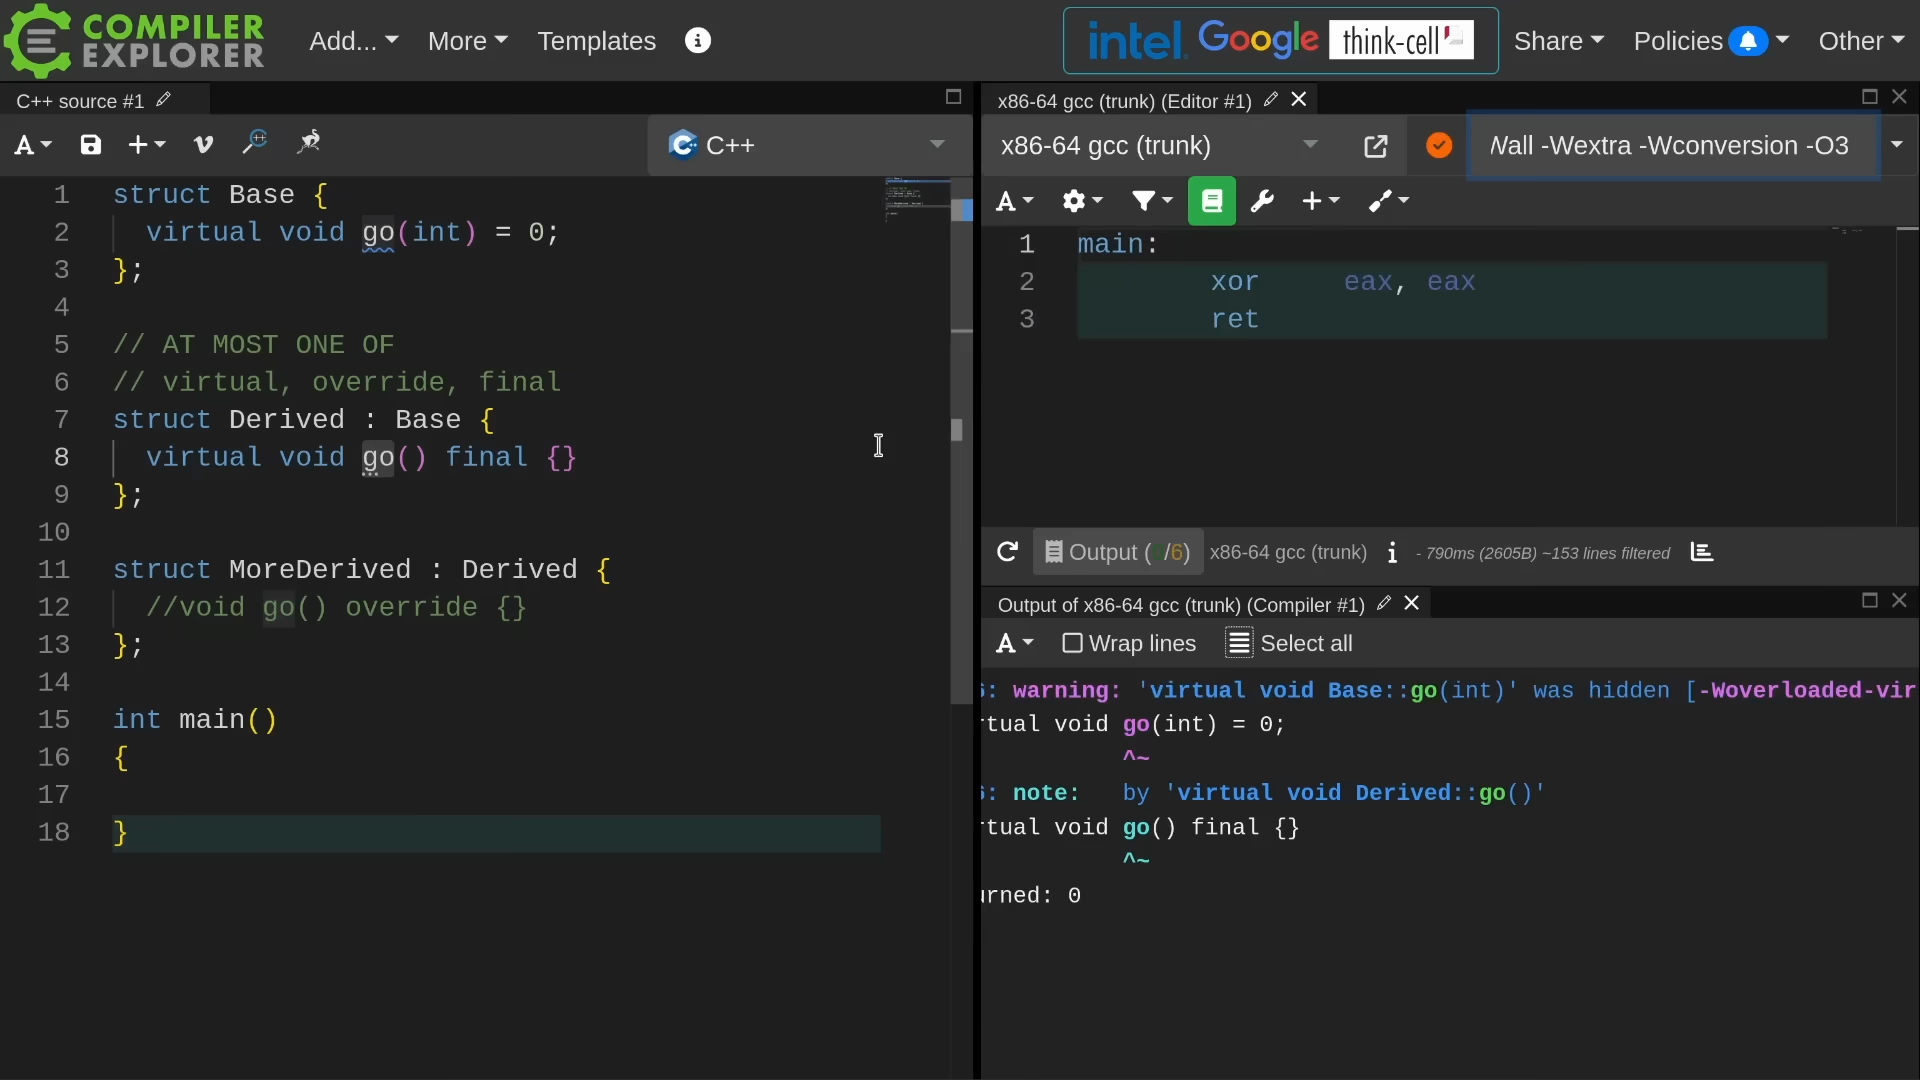 COMPILER EXPLORER
Add... More Templates
intel. Google think-cell
Share Policies Other
C++ source #1
A
C++
1 struct Base {
2 virtual void go(int) = 0;
3 };
4
5 // AT MOST ONE OF
6 // virtual, override, final
7 struct Derived : Base {
8 virtual void go() final {}
9 };
10
11 struct MoreDerived : Derived {
12 //void go() override {}
13 };
14
15 int main()
16 {
17
18 }
x86-64 gcc (trunk) (Editor #1)
x86-64 gcc (trunk)
Wall -Wextra -Wconversion -O3
A
1 main:
2 xor eax, eax
3 ret
Output ( /6) x86-64 gcc (trunk) - 790ms (2605B) ~153 lines filtered
Output of x86-64 gcc (trunk) (Compiler #1)
A Wrap lines Select all
: warning: 'virtual void Base::go(int)' was hidden [-Woverloaded-vir
rtual void go(int) = 0;
^~
: note: by 'virtual void Derived::go()'
rtual void go() final {}
^~
urned: 0